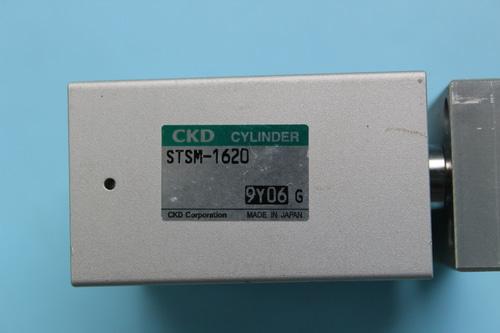 CKD CYLINDER
STSM-1620
9Y06 G
CKD Corporation MADE IN JAPAN